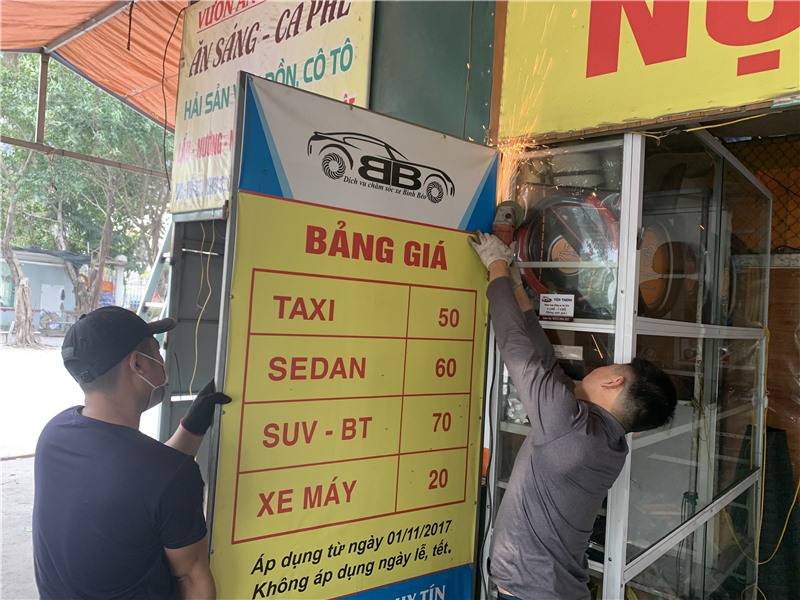 VƯỜN
ĂN SÁNG - CÀ PHÊ
HẢI SẢN
ĐỒN, CÔ TÔ
NƯỚNG
BB
Dịch vụ chăm sóc xe Bình Béo
BẢNG GIÁ
TAXI 50
SEDAN 60
SUV - BT 70
XE MÁY 20
Áp dụng từ ngày 01/11/2017
Không áp dụng ngày lễ, tết.
UY TÍN